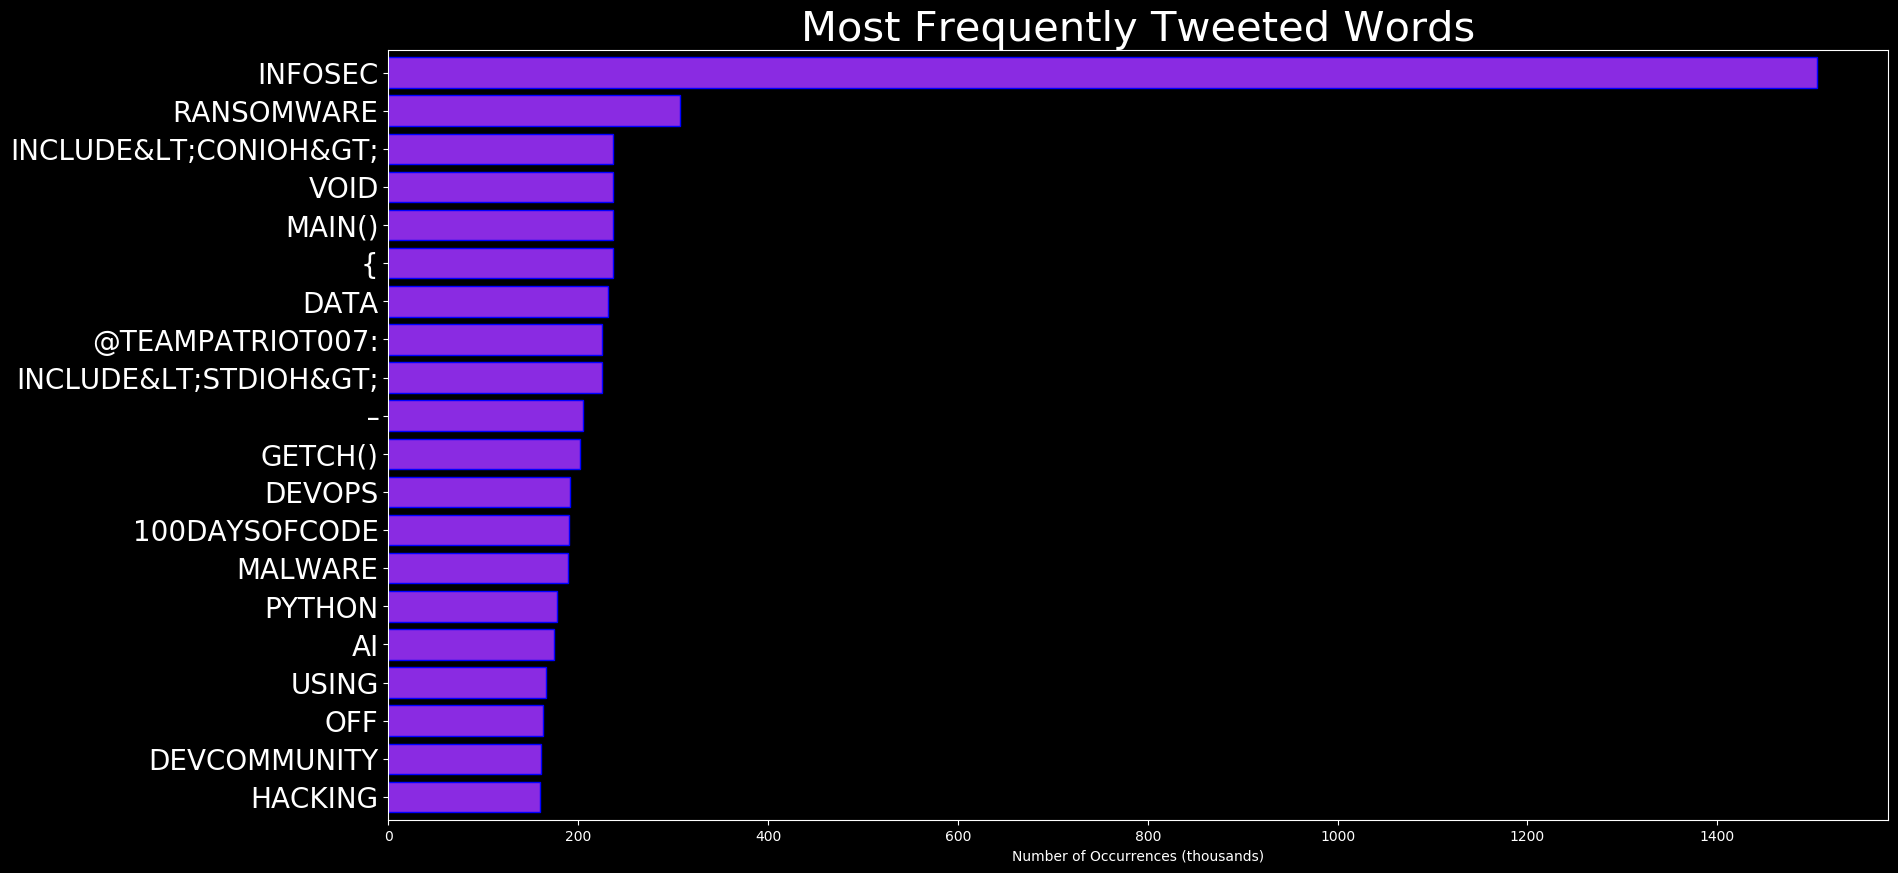 Most Frequently Tweeted Words
INFOSEC
RANSOMWARE
INCLUDE&LT;CONIOH&GT;
VOID
MAIN()
{
DATA
@TEAMPATRIOT007:
INCLUDE&LT;STDIOH&GT;
–
GETCH()
DEVOPS
100DAYSOFCODE
MALWARE
PYTHON
AI
USING
OFF
DEVCOMMUNITY
HACKING
0 200 400 600 800 1000 1200 1400
Number of Occurrences (thousands)